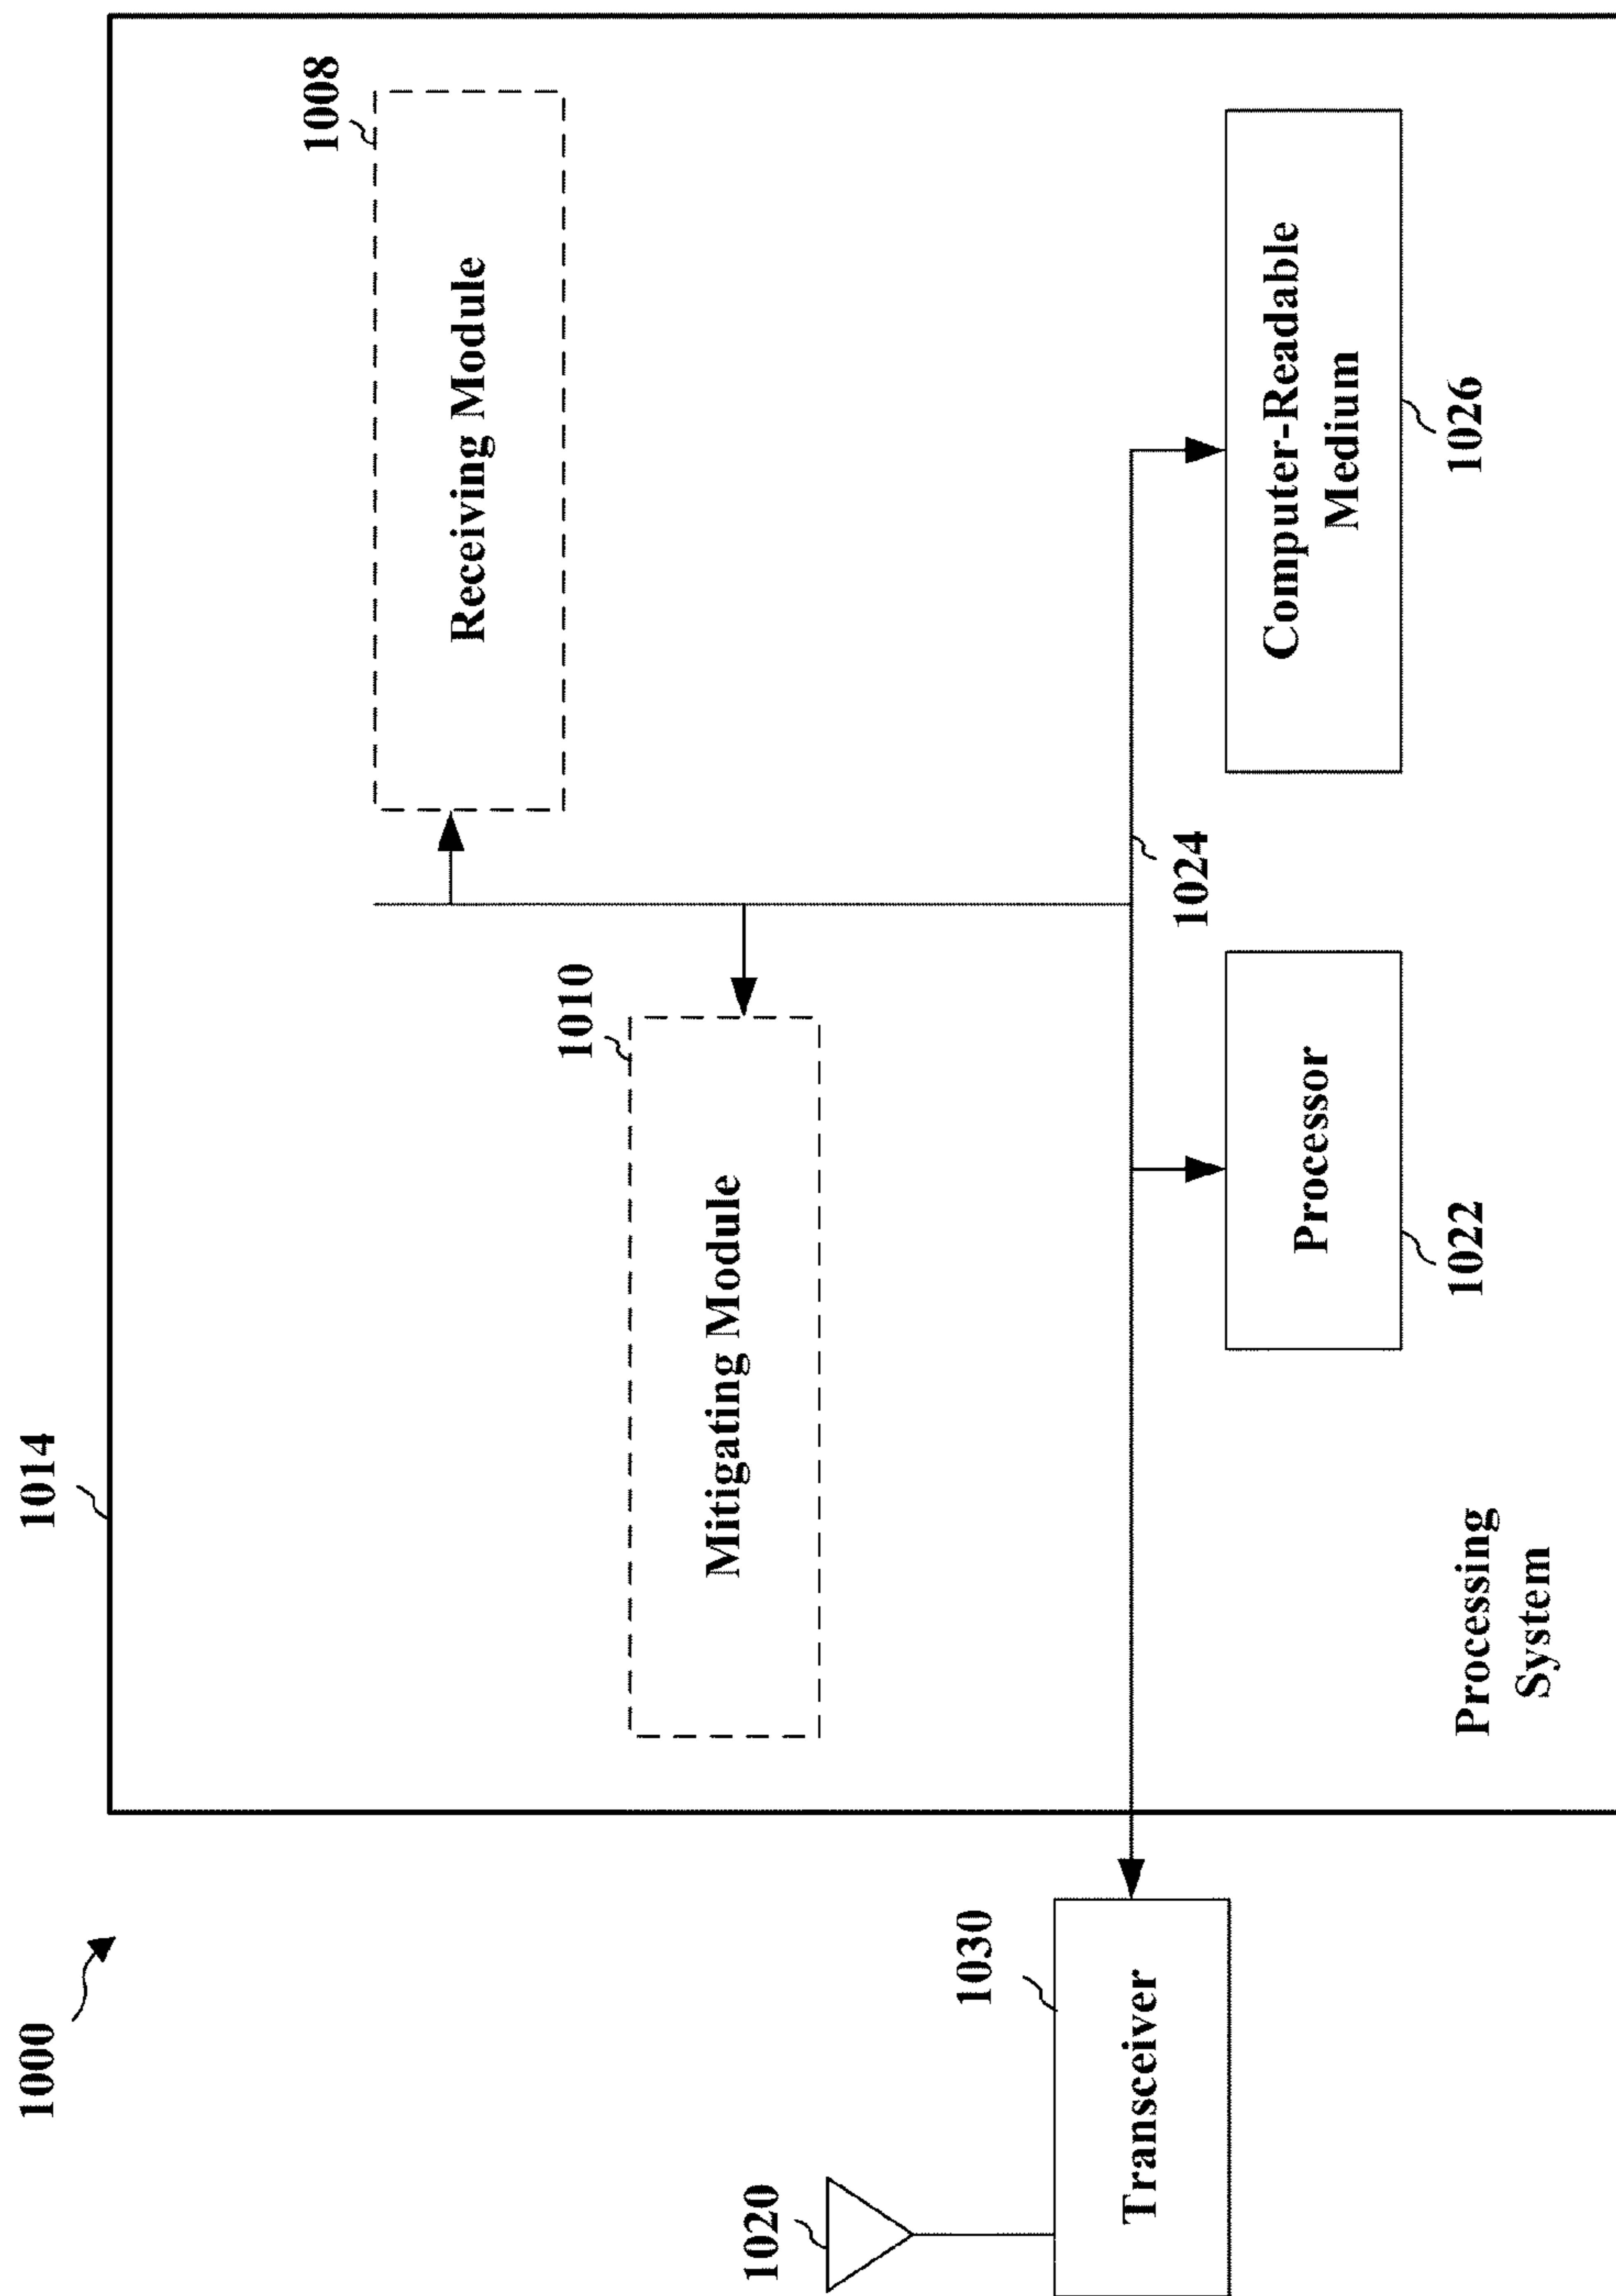 1000
1014
1008
Receiving Module
1010
Mitigating Module
1020
1030
Transceiver
1024
Processor
1022
Computer-Readable
Medium
1026
Processing
System